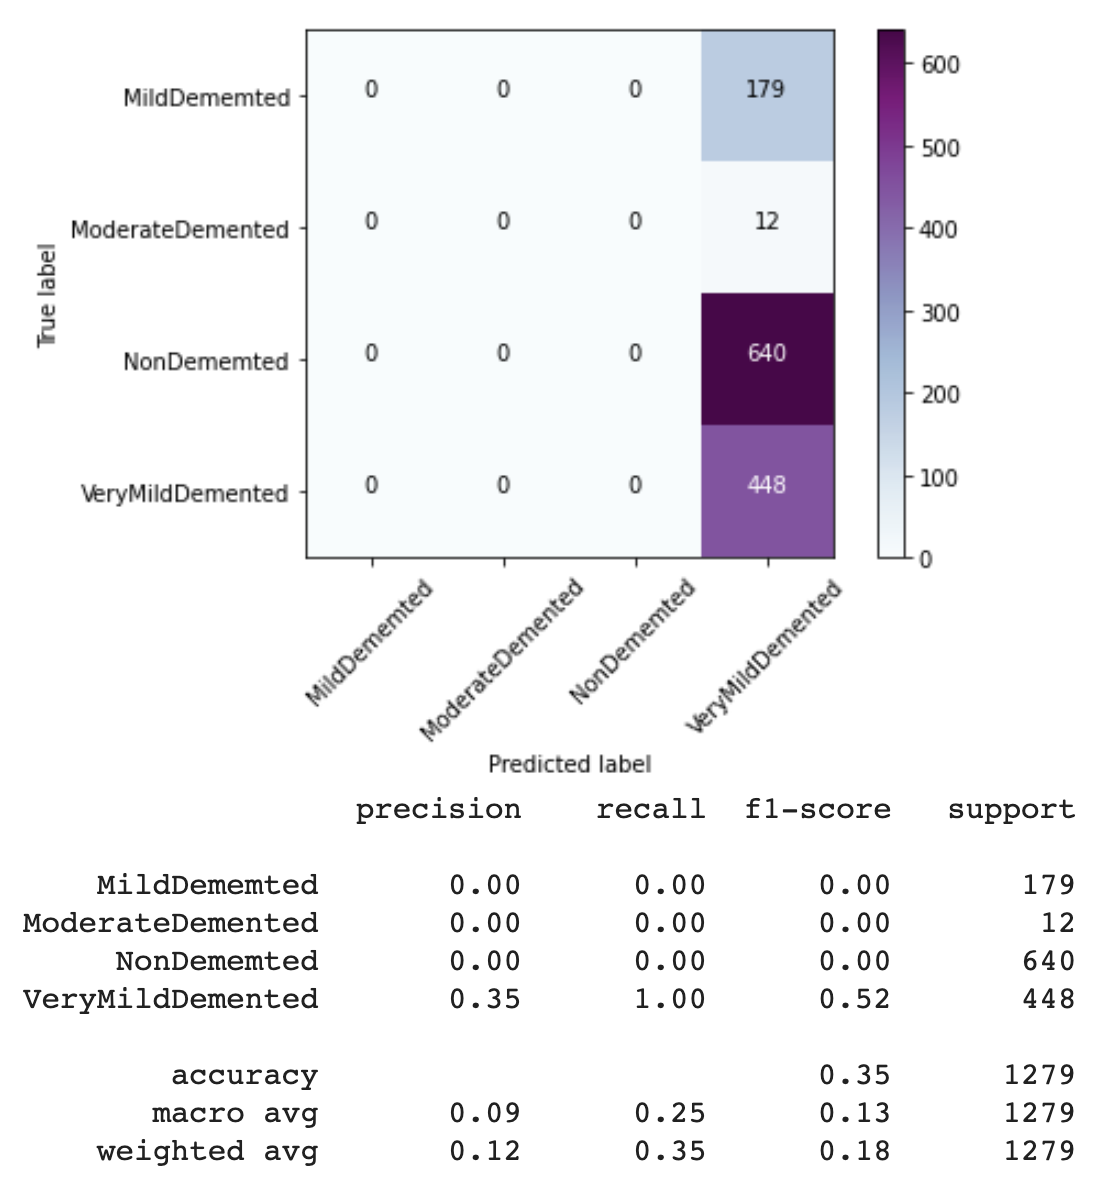 MildDememted 0 0 0 179
ModerateDemented 0 0 0 12
NonDememted 0 0 0 640
VeryMildDemented 0 0 0 448
True label
600
500
400
300
200
100
0
MildDememted ModerateDemented NonDememted VeryMildDemented
Predicted label
precision recall f1-score support
MildDememted 0.00 0.00 0.00 179
ModerateDemented 0.00 0.00 0.00 12
NonDememted 0.00 0.00 0.00 640
VeryMildDemented 0.35 1.00 0.52 448
accuracy 0.35 1279
macro avg 0.09 0.25 0.13 1279
weighted avg 0.12 0.35 0.18 1279